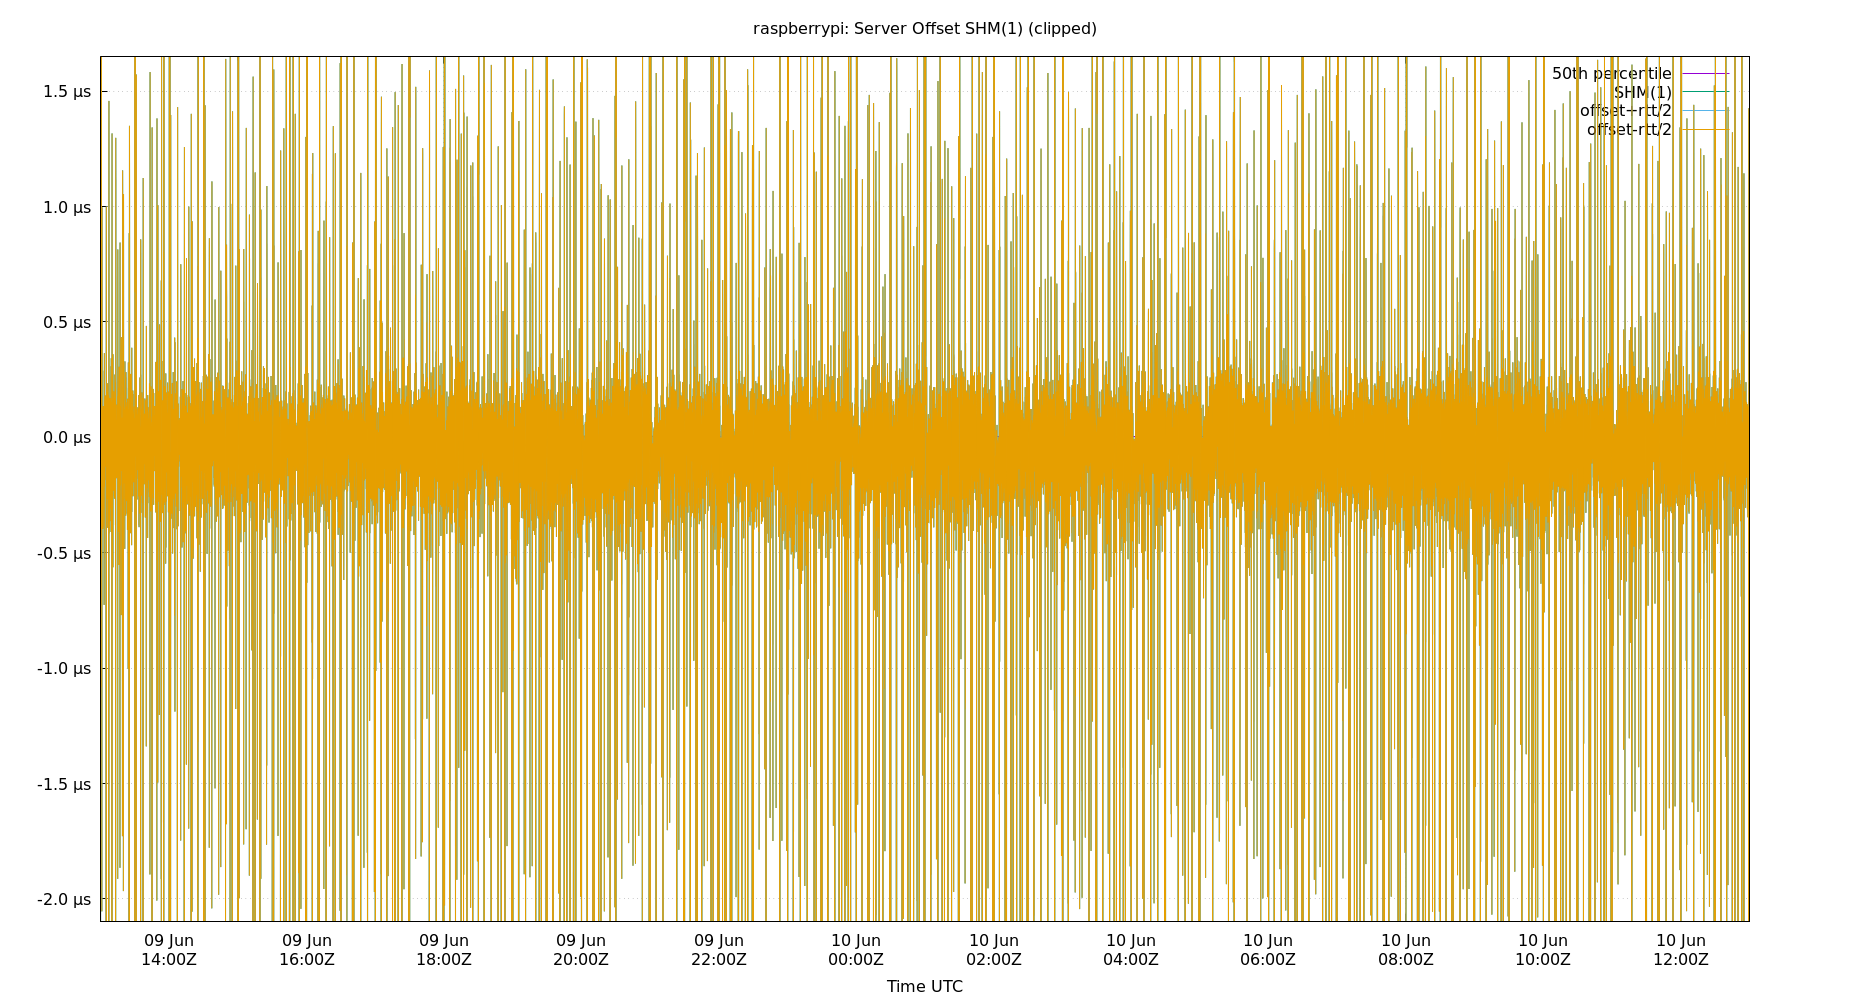 raspberrypi: Server Offset SHM(1) (clipped)
50th percentile
SHM(1)
offset+rtt/2
offset-rtt/2
1.5 µs
1.0 µs
0.5 µs
0.0 µs
-0.5 µs
-1.0 µs
-1.5 µs
-2.0 µs
09 Jun 09 Jun 09 Jun 09 Jun 09 Jun 10 Jun 10 Jun 10 Jun 10 Jun 10 Jun 10 Jun 10 Jun
14:00Z 16:00Z 18:00Z 20:00Z 22:00Z 00:00Z 02:00Z 04:00Z 06:00Z 08:00Z 10:00Z 12:00Z
Time UTC